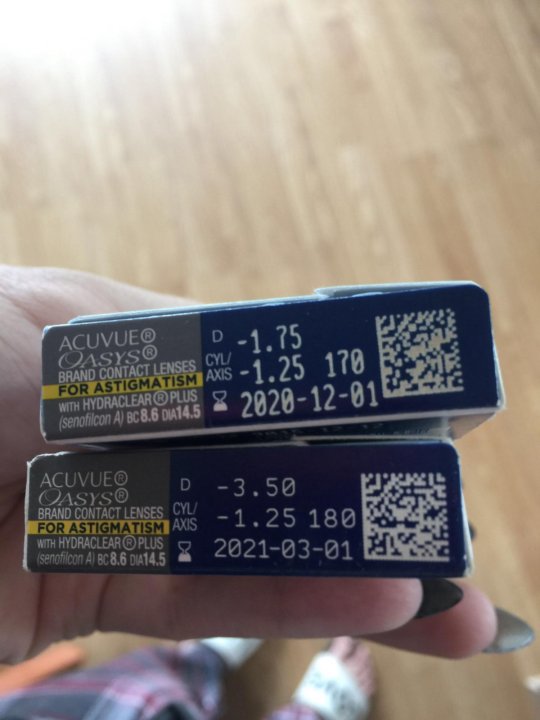 ACUVUE®
OASYS®
BRAND CONTACT LENSES
FOR ASTIGMATISM
WITH HYDRACLEAR® PLUS
(senofilcon A) BC 8.6 DIA 14.5
D -1.75
CYL/AXIS -1.25 170
2020-12-01
ACUVUE®
OASYS®
BRAND CONTACT LENSES
FOR ASTIGMATISM
WITH HYDRACLEAR® PLUS
(senofilcon A) BC 8.6 DIA 14.5
D -3.50
CYL/AXIS -1.25 180
2021-03-01